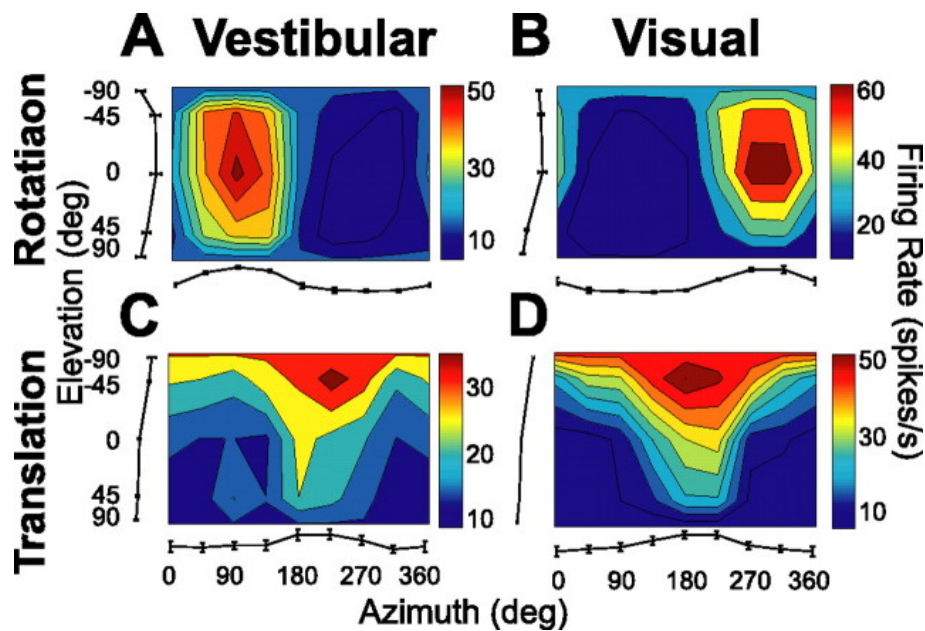 A Vestibular
B Visual
Rotatiaon
Translation
Elevation (deg)
-90
-45
0
45
90
50
30
10
60
40
20
Firing Rate (spikes/s)
C
D
-90
-45
0
45
90
30
20
10
50
30
10
0 90 180 270 360
0 90 180 270 360
Azimuth (deg)